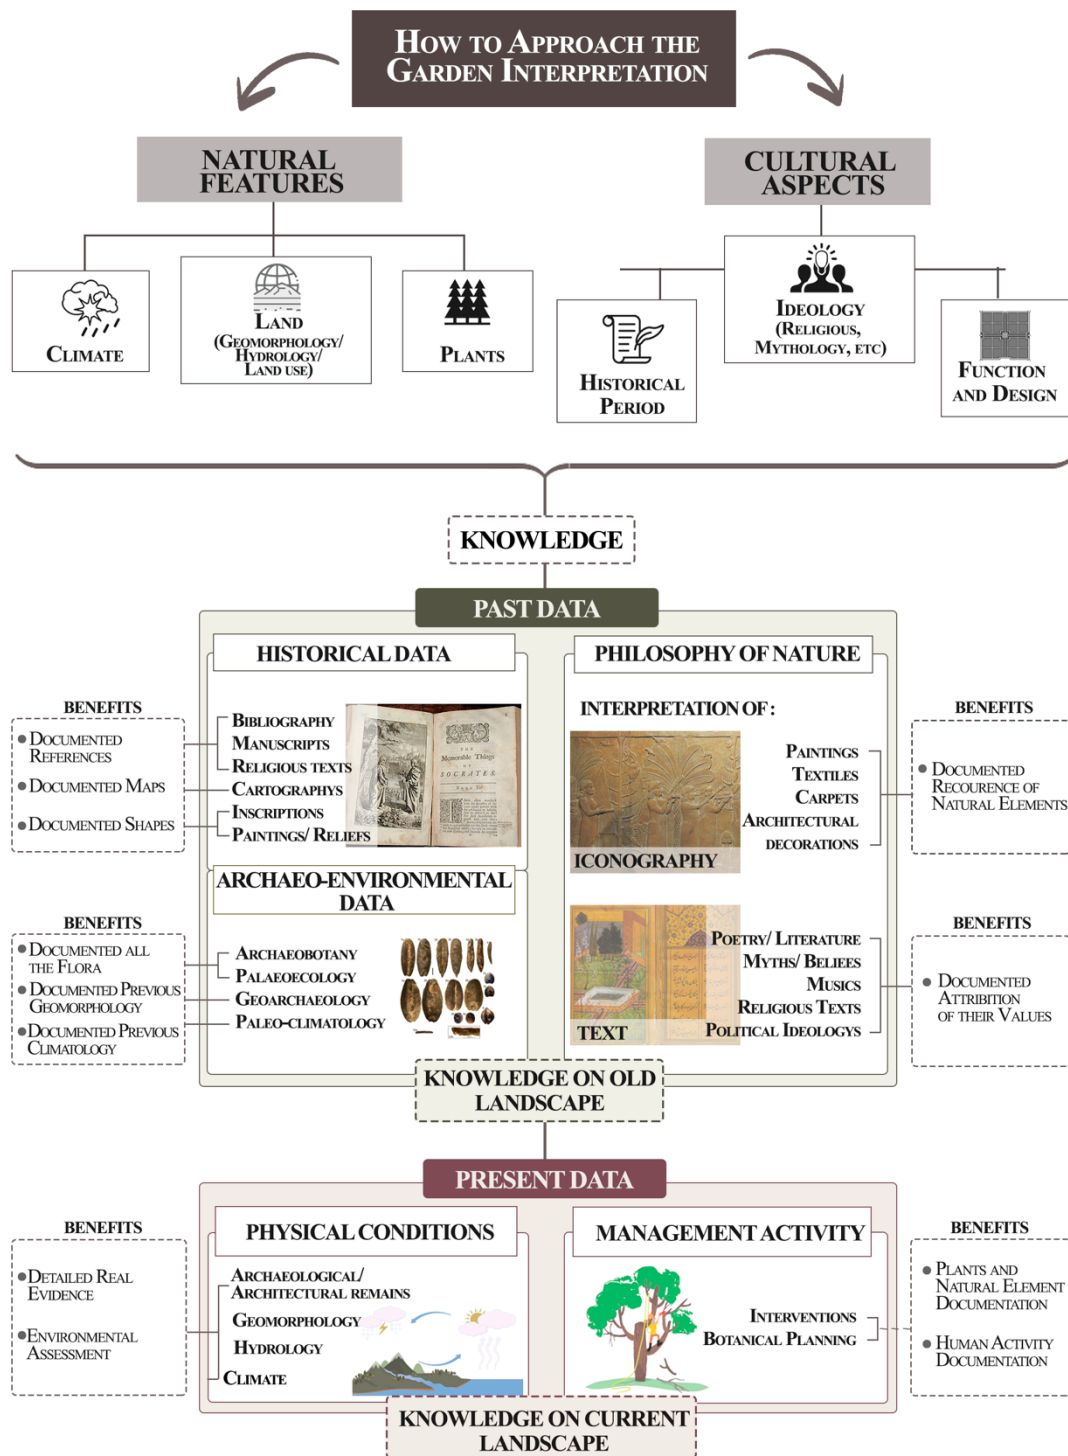 HOW TO APPROACH THE
GARDEN INTERPRETATION
NATURAL
FEATURES
CULTURAL
ASPECTS
CLIMATE
LAND
(GEOMORPHOLOGY/
HYDROLOGY/
LAND USE)
PLANTS
HISTORICAL
PERIOD
IDEOLOGY
(RELIGIOUS,
MYTHOLOGY, ETC)
FUNCTION
AND DESIGN
KNOWLEDGE
PAST DATA
HISTORICAL DATA
BENEFITS
DOCUMENTED
REFERENCES
DOCUMENTED MAPS
DOCUMENTED SHAPES
BIBLIOGRAPHY
MANUSCRIPTS
RELIGIOUS TEXTS
CARTOGRAPHYS
INSCRIPTIONS
PAINTINGS/ RELIEFS
THE
Memorable Things
OF
SOCRATES.
ARCHAEO-ENVIRONMENTAL
DATA
BENEFITS
DOCUMENTED ALL
THE FLORA
DOCUMENTED PREVIOUS
GEOMORPHOLOGY
DOCUMENTED PREVIOUS
CLIMATOLOGY
ARCHAEOBOTANY
PALAEOECOLOGY
GEOARCHAEOLOGY
PALEO-CLIMATOLOGY
PHILOSOPHY OF NATURE
INTERPRETATION OF :
ICONOGRAPHY
PAINTINGS
TEXTILES
CARPETS
ARCHITECTURAL
DECORATIONS
BENEFITS
DOCUMENTED
RECOURENCE OF
NATURAL ELEMENTS
TEXT
POETRY/ LITERATURE
MYTHS/ BELIEES
MUSICS
RELIGIOUS TEXTS
POLITICAL IDEOLOGYS
BENEFITS
DOCUMENTED
ATTRIBITION
OF THEIR VALUES
KNOWLEDGE ON OLD
LANDSCAPE
PRESENT DATA
PHYSICAL CONDITIONS
BENEFITS
DETAILED REAL
EVIDENCE
ENVIRONMENTAL
ASSESSMENT
ARCHAEOLOGICAL/
ARCHITECTURAL REMAINS
GEOMORPHOLOGY
HYDROLOGY
CLIMATE
MANAGEMENT ACTIVITY
INTERVENTIONS
BOTANICAL PLANNING
BENEFITS
PLANTS AND
NATURAL ELEMENT
DOCUMENTATION
HUMAN ACTIVITY
DOCUMENTATION
KNOWLEDGE ON CURRENT
LANDSCAPE